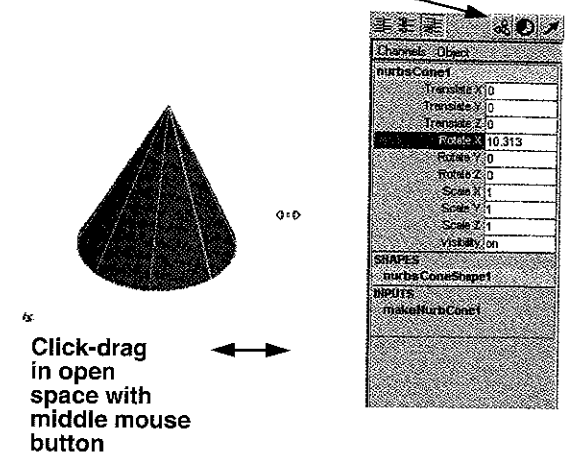 Channels Object
nurbsCone1
Translate X 0
Translate Y 0
Translate Z 0
Rotate X 10.313
Rotate Y 0
Rotate Z 0
Scale X 1
Scale Y 1
Scale Z 1
Visibility on
SHAPES
nurbsConeShape1
INPUTS
makeNurbCone1
Click-drag
in open
space with
middle mouse
button